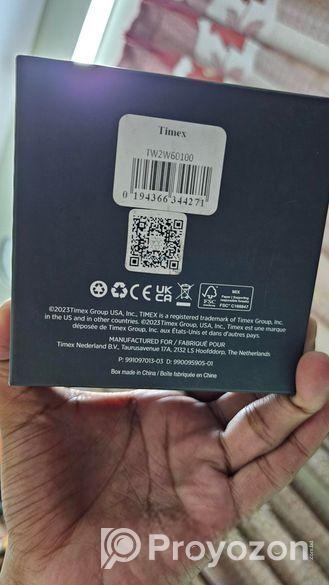 Timex
TW2W60100
0 194366 344271
CE UK CA
FSC
MIX
Paper | Supporting
responsible forestry
FSC® C168847
©2023Timex Group USA, Inc., TIMEX is a registered trademark of Timex Group, Inc.
in the US and in other countries. ©2023Timex Group USA, Inc., TIMEX est une marque
déposée de Timex Group, Inc. aux États-Unis et dans d'autres pays.
MANUFACTURED FOR / FABRIQUÉ POUR
Timex Nederland B.V., Taurusavenue 17A, 2132 LS Hoofddorp, The Netherlands
P: 991097013-03 D: 990095905-01
Box made in China / Boîte fabriquée en Chine
Proyozon